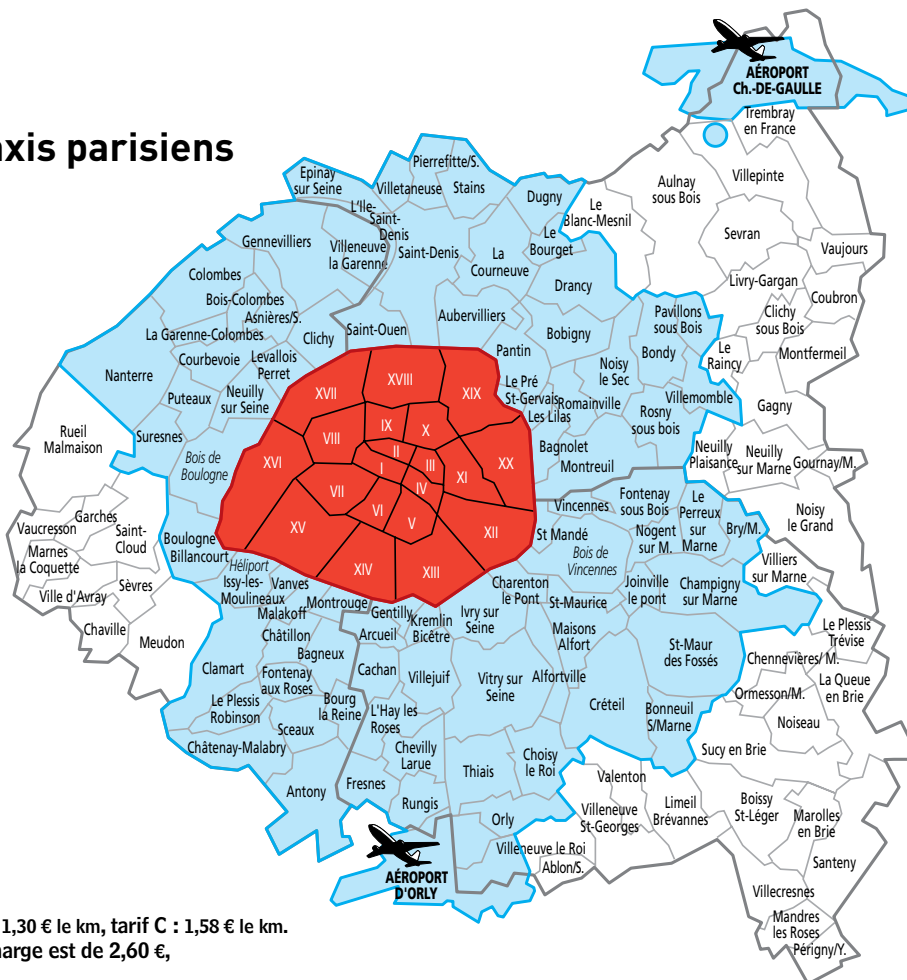 axis parisiens
AÉROPORT
Ch.-DE-GAULLE
Trembray
en France
Villepinte
Aulnay
sous Bois
Sevran
Vaujours
Le
Blanc-Mesnil
Livry-Gargan
Coubron
Clichy
sous Bois
Montfermeil
Le
Raincy
Gagny
Epinay
sur Seine
Pierrefitte/S.
Villetaneuse
Stains
Dugny
L'Ile-
Saint-
Denis
Le
Bourget
Gennevilliers
Villeneuve
la Garenne
Saint-Denis
La
Courneuve
Drancy
Colombes
Bois-Colombes
Asnières/S.
La Garenne-Colombes
Clichy
Saint-Ouen
Aubervilliers
Bobigny
Pavillons
sous Bois
Bondy
Courbevoie
Levallois
Perret
Pantin
Noisy
le Sec
Nanterre
Puteaux
Neuilly
sur Seine
Le Pré
St-Gervais
Les Lilas
Romainville
Villemomble
Rosny
sous bois
Suresnes
Bois de
Boulogne
Bagnolet
Montreuil
Neuilly
Plaisance
Neuilly
sur Marne
Gournay/M.
Rueil
Malmaison
XVII
XVIII
XIX
VIII
IX
X
II
III
I
IV
XI
XX
XVI
VII
VI
V
XV
XII
XIV
XIII
Noisy
le Grand
Vaucresson
Garches
Saint-
Cloud
Marnes
la Coquette
Ville d'Avray
Sèvres
Chaville
Meudon
Boulogne
Billancourt
Héliport
Issy-les-
Moulineaux
Vanves
Malakoff
Montrouge
Gentilly
Kremlin
Bicêtre
Ivry sur
Seine
Charenton
le Pont
St Mandé
Vincennes
Bois de
Vincennes
Fontenay
sous Bois
Nogent
sur M.
Le
Perreux
sur
Marne
Bry/M.
Villiers
sur Marne
St-Maurice
Joinville
le pont
Champigny
sur Marne
Châtillon
Bagneux
Arcueil
Cachan
Villejuif
Vitry sur
Seine
Maisons
Alfort
Alfortville
St-Maur
des Fossés
Le Plessis
Trévise
Chennevières/ M.
La Queue
en Brie
Ormesson/M.
Noiseau
Clamart
Fontenay
aux Roses
Le Plessis
Robinson
Bourg
la Reine
Sceaux
L'Hay les
Roses
Créteil
Bonneuil
S/Marne
Sucy en Brie
Châtenay-Malabry
Chevilly
Larue
Thiais
Choisy
le Roi
Antony
Fresnes
Rungis
Orly
Valenton
Villeneuve
St-Georges
Limeil
Brévannes
Boissy
St-Léger
Marolles
en Brie
Villeneuve le Roi
Ablon/S.
Santeny
Villecresnes
Mandres
les Roses
Périgny/Y.
AÉROPORT
D'ORLY
1,30 € le km, tarif C : 1,58 € le km.
arge est de 2,60 €,